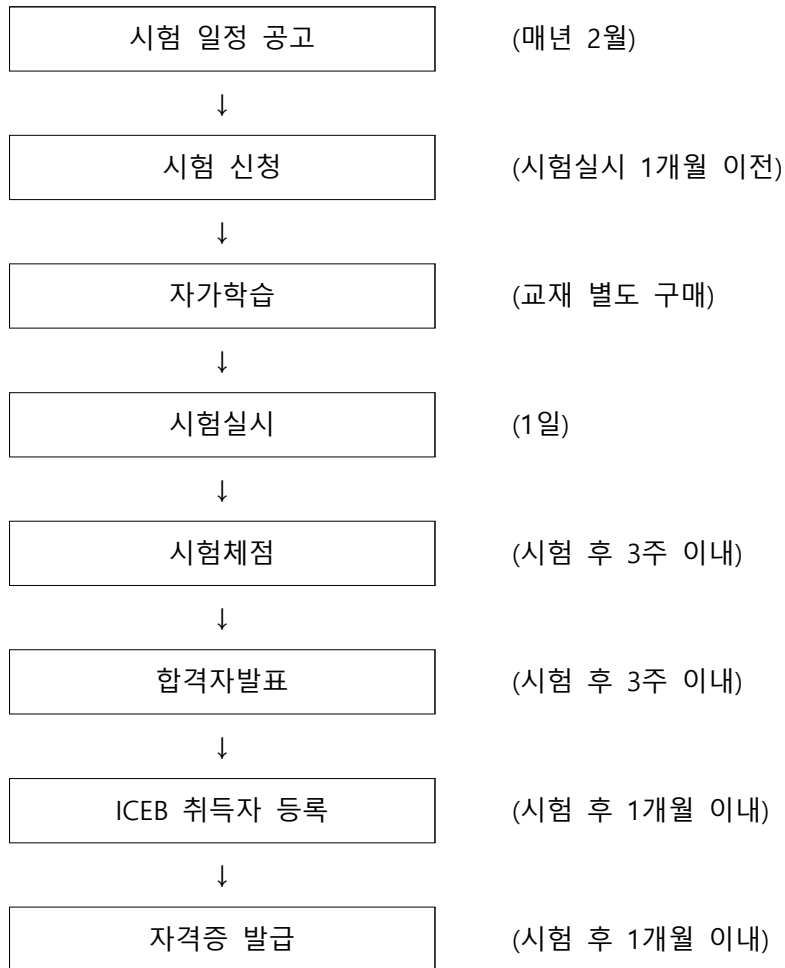 시험 일정 공고 (매년 2월)
↓
시험 신청 (시험실시 1개월 이전)
↓
자가학습 (교재 별도 구매)
↓
시험실시 (1일)
↓
시험체점 (시험 후 3주 이내)
↓
합격자발표 (시험 후 3주 이내)
↓
ICEB 취득자 등록 (시험 후 1개월 이내)
↓
자격증 발급 (시험 후 1개월 이내)